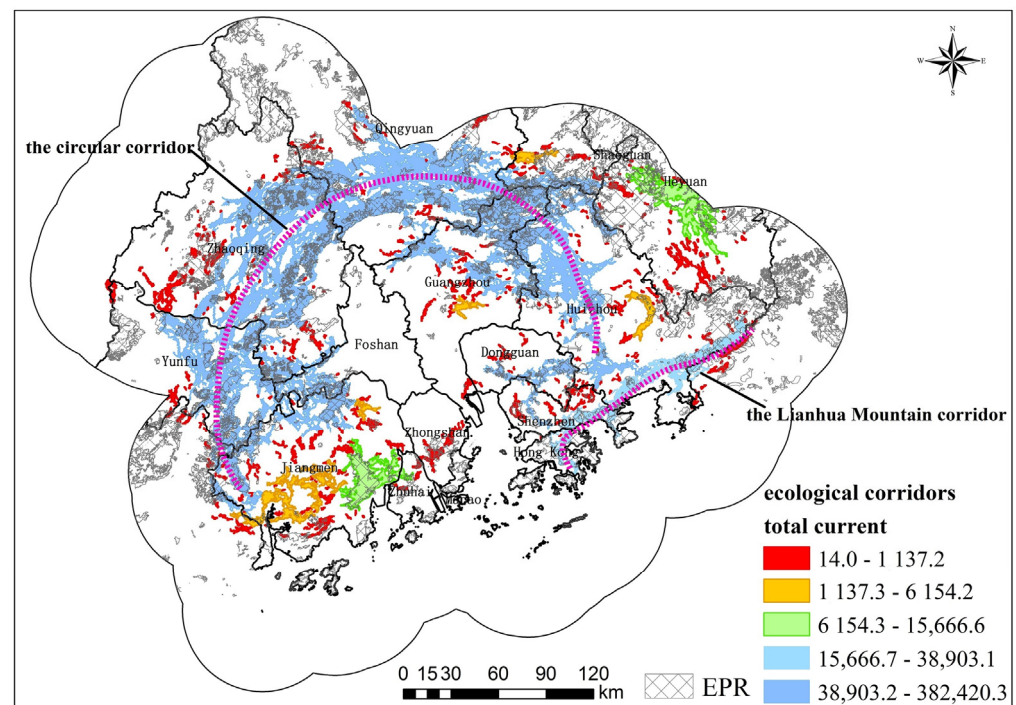 N
W E
S
Qingyuan
the circular corridor
Shaoguan
Heyuan
Zhaoqing
Guangzhou
Huizhou
Foshan
Dongguan
Yunfu
the Lianhua Mountain corridor
Shenzhen
Zhongshan
Hong Kong
Jiangmen
Zhuhai
Macao
ecological corridors
total current
14.0 - 1 137.2
1 137.3 - 6 154.2
6 154.3 - 15,666.6
15,666.7 - 38,903.1
38,903.2 - 382,420.3
0 15 30 60 90 120
km
EPR